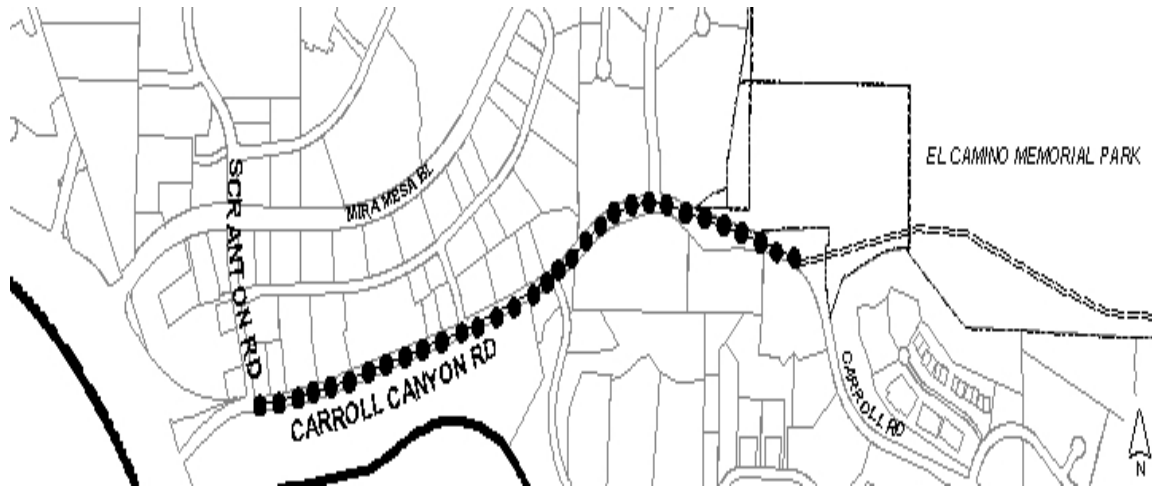 EL CAMINO MEMORIAL PARK
MIRA MESA BL
SCRANTON RD
CARROLL CANYON RD
CARROLL RD
N